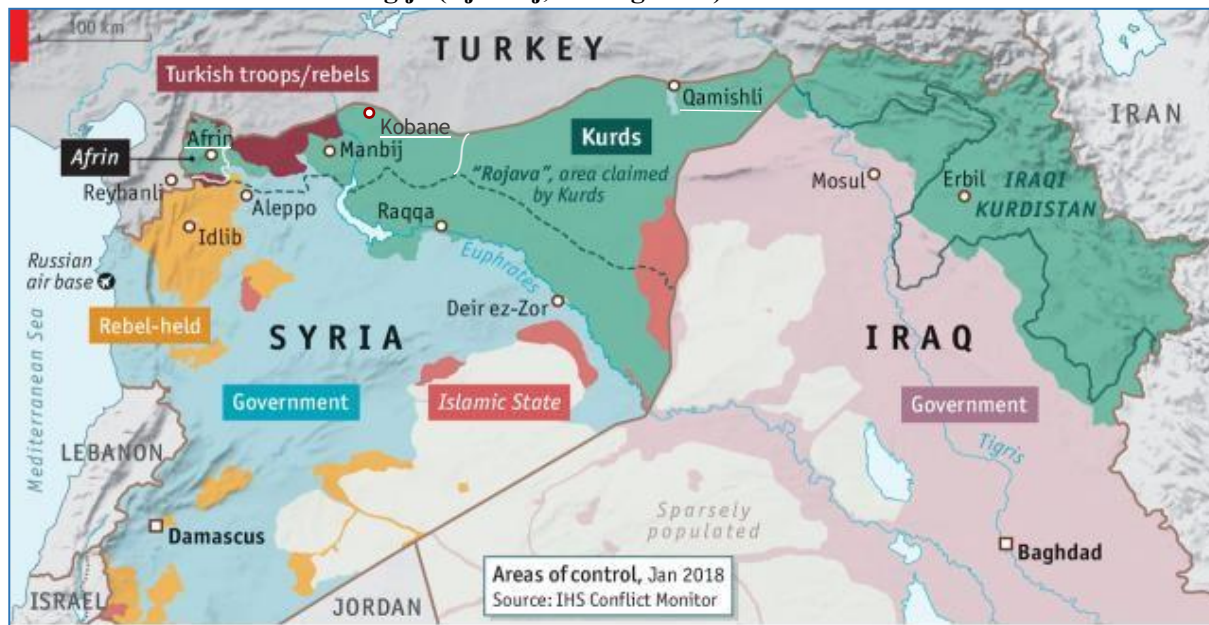 100 km
TURKEY
Turkish troops/rebels
IRAN
Qamishli
Kobane
Kurds
Afrin
Afrin
Manbij
"Rojava", area claimed
by Kurds
Reyhanli
Aleppo
Mosul
Erbil
IRAQI
KURDISTAN
Raqqa
Idlib
Euphrates
Russian
air base
Deir ez-Zor
Rebel-held
SYRIA
IRAQ
Mediterranean Sea
Government
Islamic State
Government
LEBANON
Tigris
Sparsely
populated
Damascus
Baghdad
Areas of control, Jan 2018
Source: IHS Conflict Monitor
ISRAEL
JORDAN